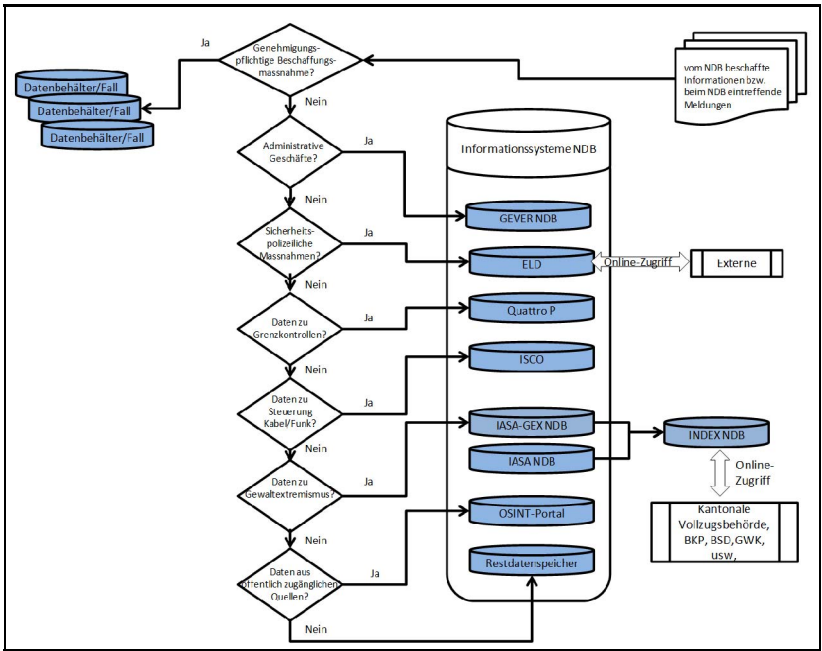 Ja
Genehmigungs-
pflichtige Beschaffungs-
massnahme?
vom NDB beschaffte
Informationen bzw.
beim NDB eintreffende
Meldungen
Datenbehälter/Fall
Datenbehälter/Fall
Datenbehälter/Fall
Nein
Administrative
Geschäfte?
Ja
Informationssysteme NDB
Nein
GEVER NDB
Sicherheits-
polizeiliche
Massnahmen?
Ja
ELD
Online-Zugriff
Externe
Nein
Daten zu
Grenzkontrollen?
Ja
Quattro P
Nein
ISCO
Daten zu
Steuerung
Kabel/Funk?
Ja
IASA-GEX NDB
INDEX NDB
Nein
IASA NDB
Daten zu
Gewaltextremismus?
Ja
Online-
Zugriff
OSINT-Portal
Kantonale
Vollzugsbehörde,
BKP, BSD,GWK,
usw,
Nein
Daten aus
öffentlich zugänglichen
Quellen?
Ja
Restdatenspeicher
Nein